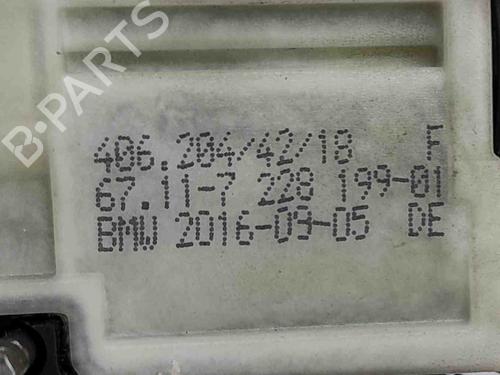 B-PARTS
406.204/42/18 F
67.11-7 228 199-01
BMW 2016-09-05 DE